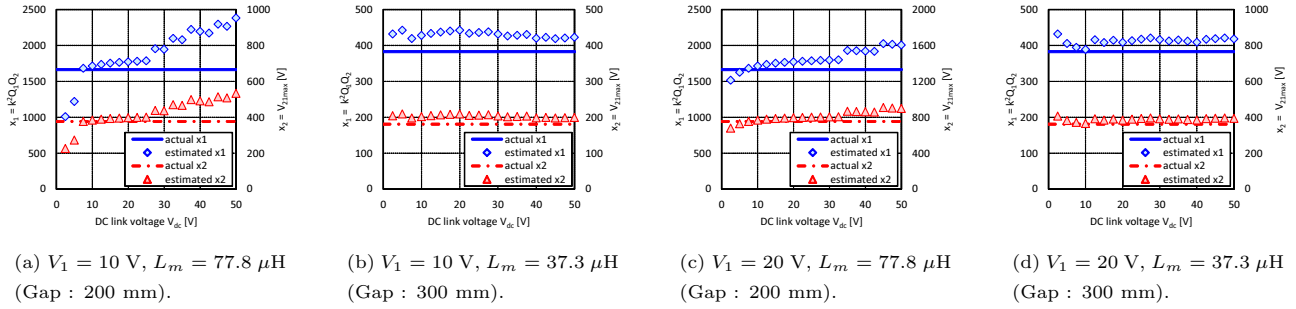 2500
2000
1500
1000
500
0
1000
800
600
400
200
0
0 10 20 30 40 50
x₁ = k²Q₁Q₂
x₂ = V₂₁ₘₐₓ [V]
DC link voltage V_dc [V]
actual x1
estimated x1
actual x2
estimated x2
(a) V₁ = 10 V, Lₘ = 77.8 μH
(Gap : 200 mm).
500
400
300
200
100
0
500
400
300
200
100
0
0 10 20 30 40 50
x₁ = k²Q₁Q₂
x₂ = V₂₁ₘₐₓ [V]
DC link voltage V_dc [V]
actual x1
estimated x1
actual x2
estimated x2
(b) V₁ = 10 V, Lₘ = 37.3 μH
(Gap : 300 mm).
2500
2000
1500
1000
500
0
2000
1600
1200
800
400
0
0 10 20 30 40 50
x₁ = k²Q₁Q₂
x₂ = V₂₁ₘₐₓ [V]
DC link voltage V_dc [V]
actual x1
estimated x1
actual x2
estimated x2
(c) V₁ = 20 V, Lₘ = 77.8 μH
(Gap : 200 mm).
500
400
300
200
100
0
1000
800
600
400
200
0
0 10 20 30 40 50
x₁ = k²Q₁Q₂
x₂ = V₂₁ₘₐₓ [V]
DC link voltage V_dc [V]
actual x1
estimated x1
actual x2
estimated x2
(d) V₁ = 20 V, Lₘ = 37.3 μH
(Gap : 300 mm).